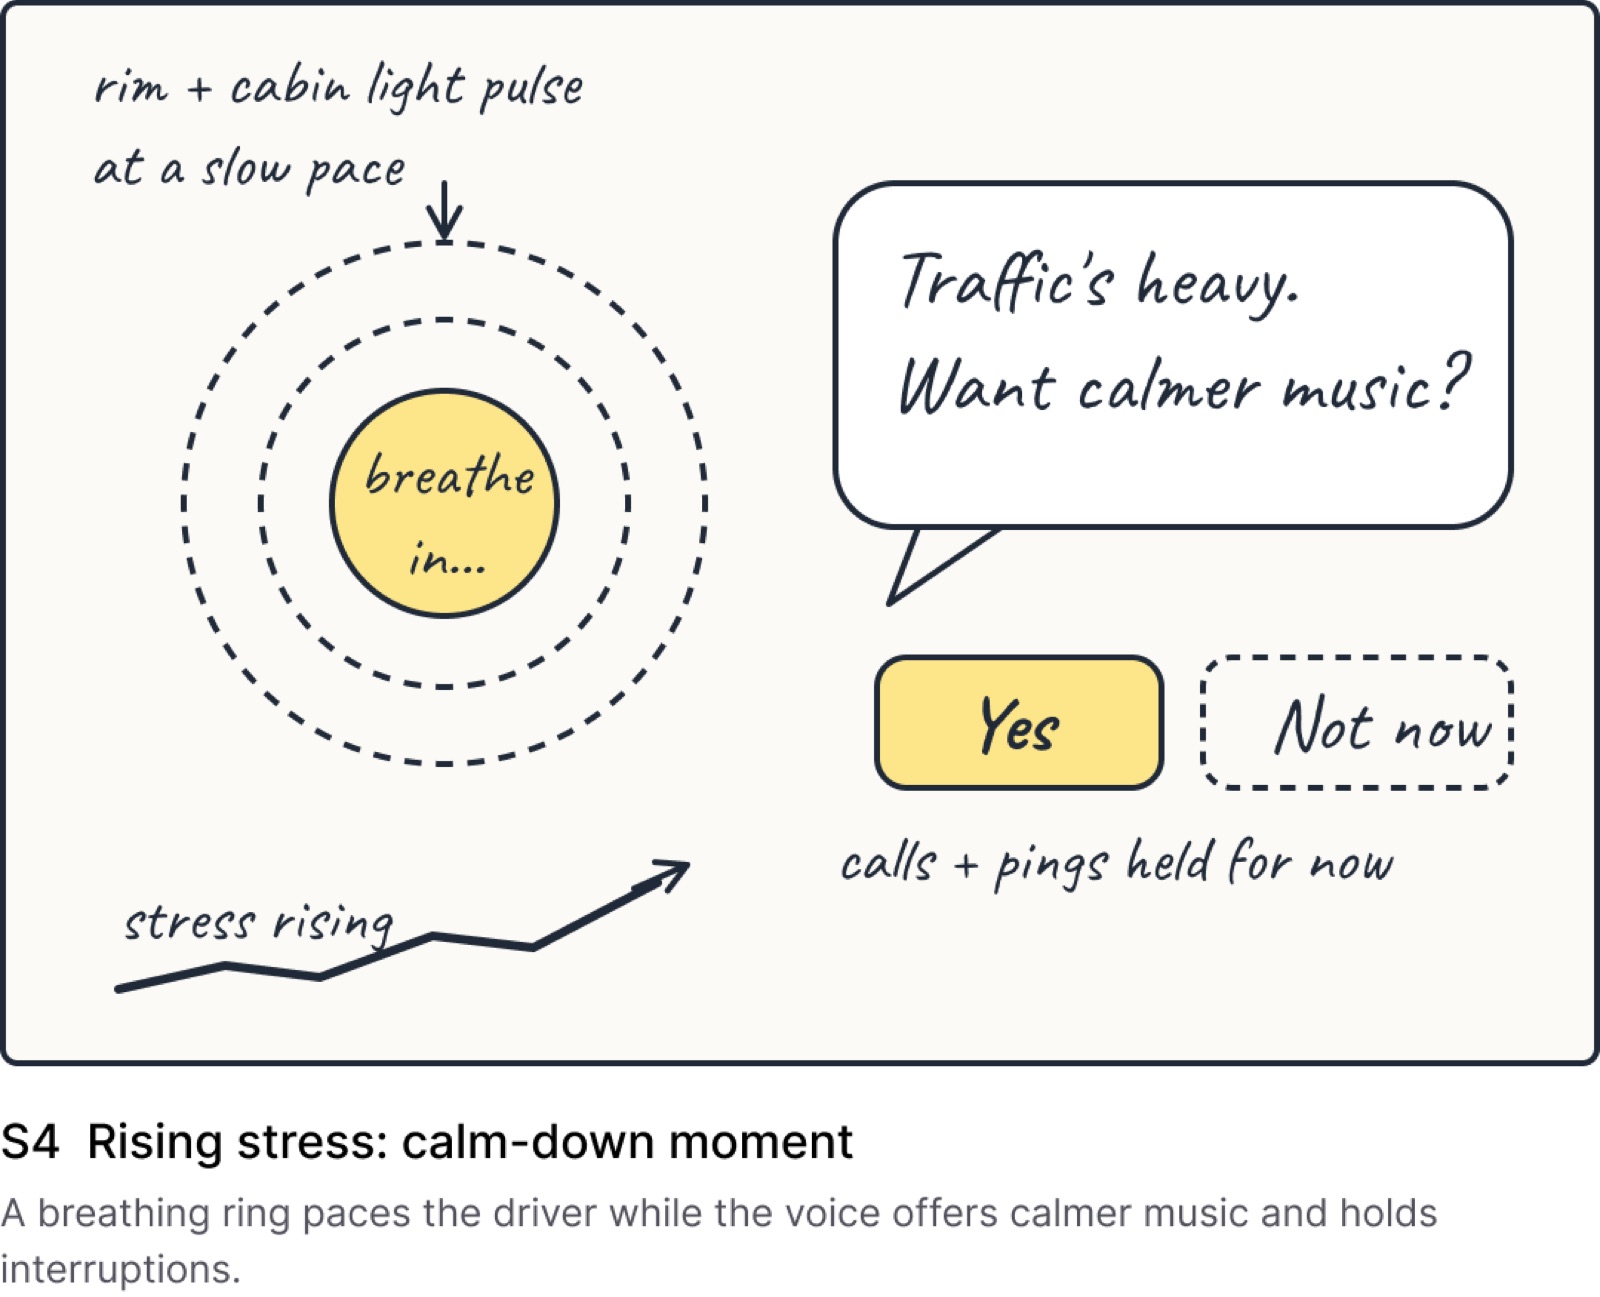 rim + cabin light pulse
at a slow pace
breathe
in...
stress rising
Traffic's heavy.
Want calmer music?
Yes
Not now
calls + pings held for now
S4 Rising stress: calm-down moment
A breathing ring paces the driver while the voice offers calmer music and holds
interruptions.